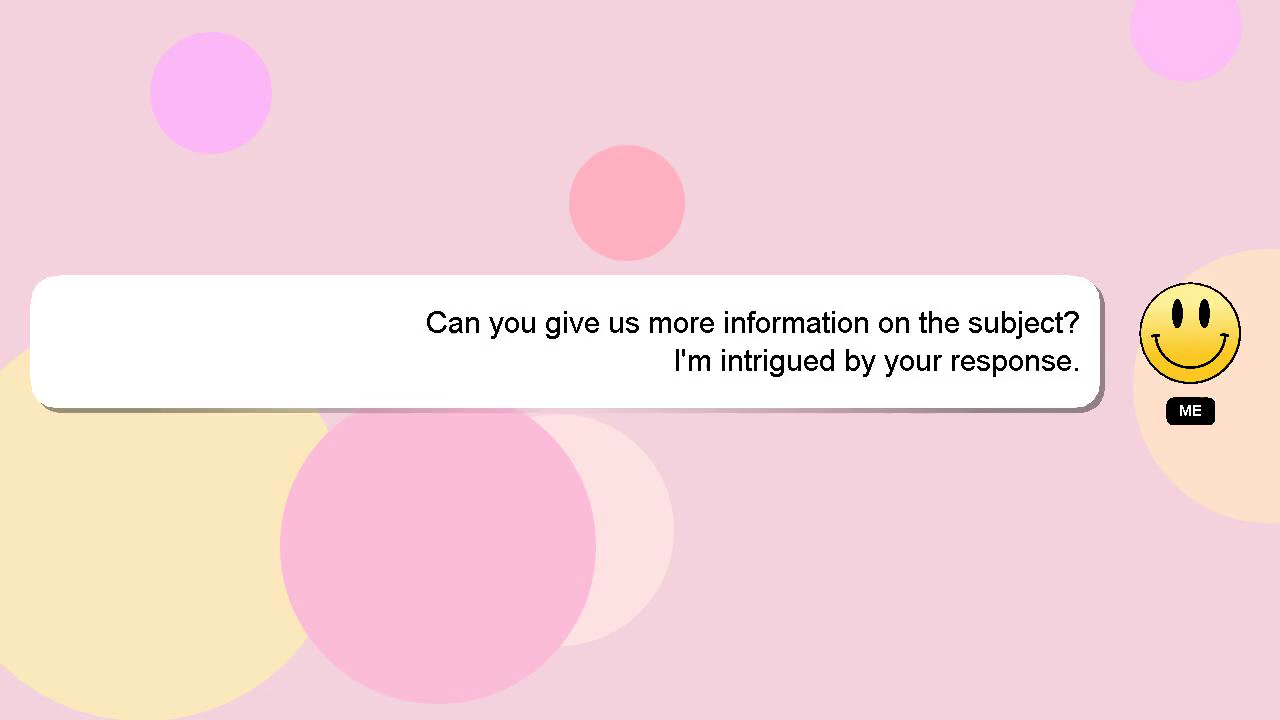 Can you give us more information on the subject?
I'm intrigued by your response.
ME